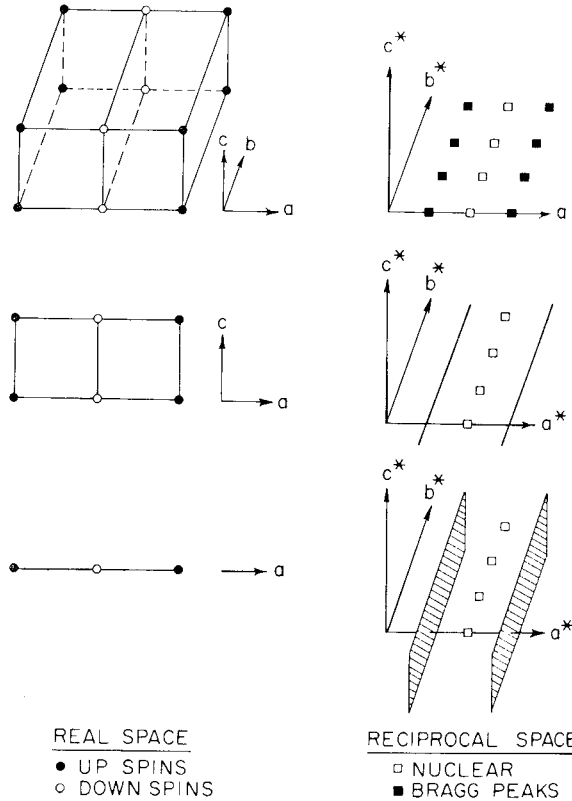 c*
b*
c
b
a
a
c*
b*
c
a
a*
c*
b*
a
a*
REAL SPACE
● UP SPINS
○ DOWN SPINS
RECIPROCAL SPACE
□ NUCLEAR
■ BRAGG PEAKS